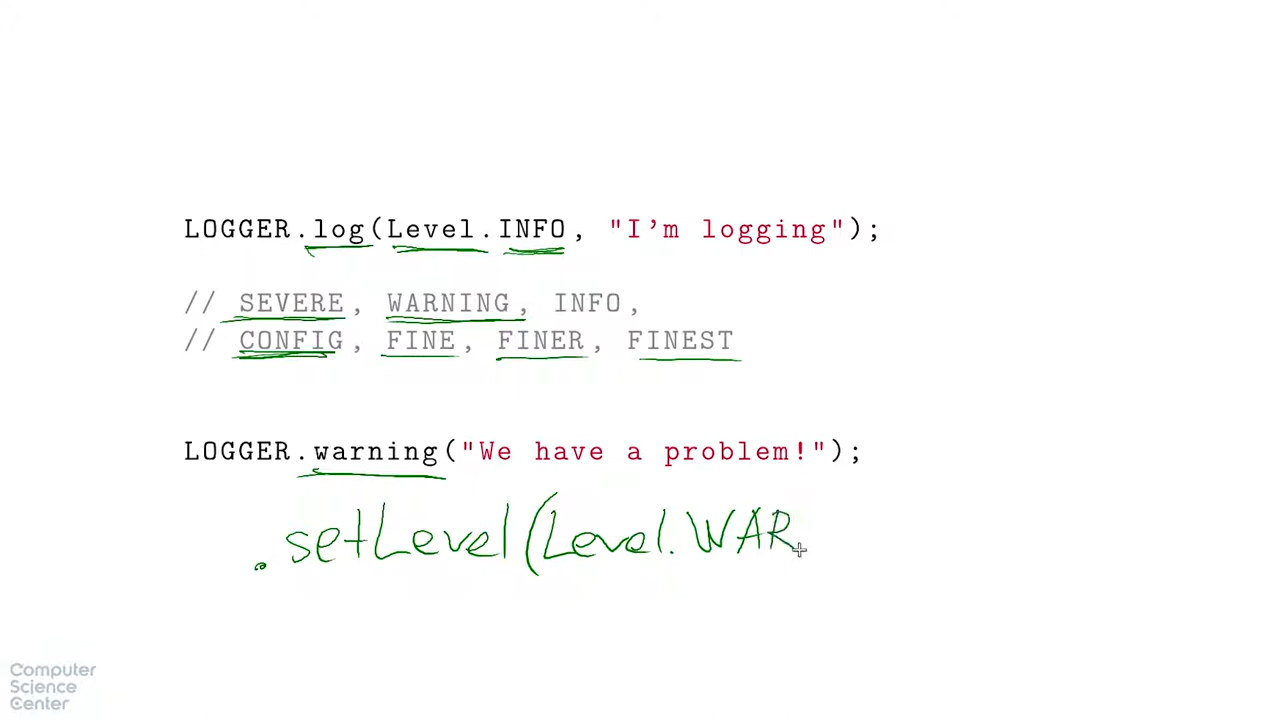 LOGGER.log(Level.INFO, "I'm logging");
// SEVERE, WARNING, INFO,
// CONFIG, FINE, FINER, FINEST
LOGGER.warning("We have a problem!");
.setLevel(Level.WAR
Computer
Science
Center